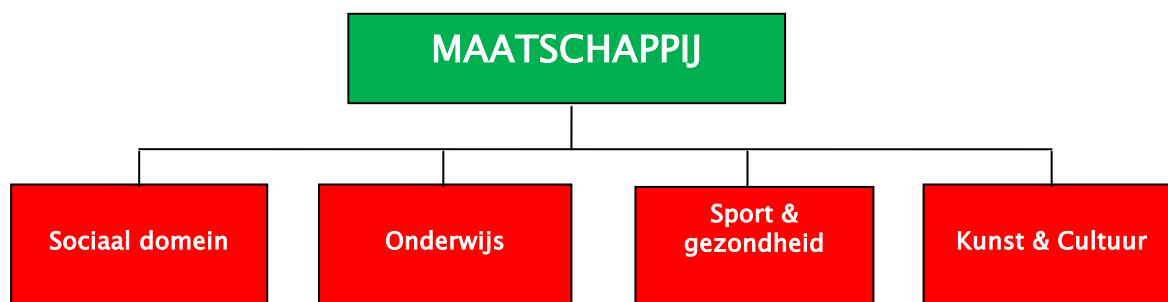 MAATSCHAPPIJ
Sociaal domein
Onderwijs
Sport &
gezondheid
Kunst & Cultuur